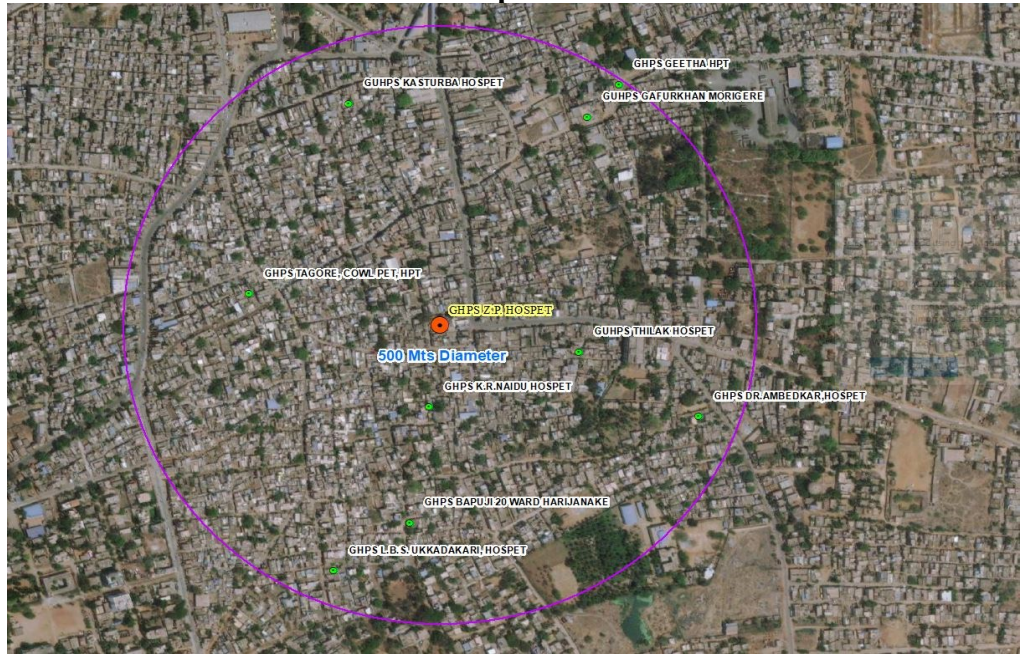 GHPS GEETHA HPT
GUHPS KASTURBA HOSPET
GUHPS GAFURKHAN MORIGERE
GHPS TAGORE, COWL PET, HPT
GHPS Z.P. HOSPET
GUHPS THILAK HOSPET
500 Mts Diameter
GHPS K.R.NAIDU HOSPET
GHPS DR.AMBEDKAR,HOSPET
GHPS BAPUJI 20 WARD HARIJANAKE
GHPS L.B.S. UKKADAKARI, HOSPET